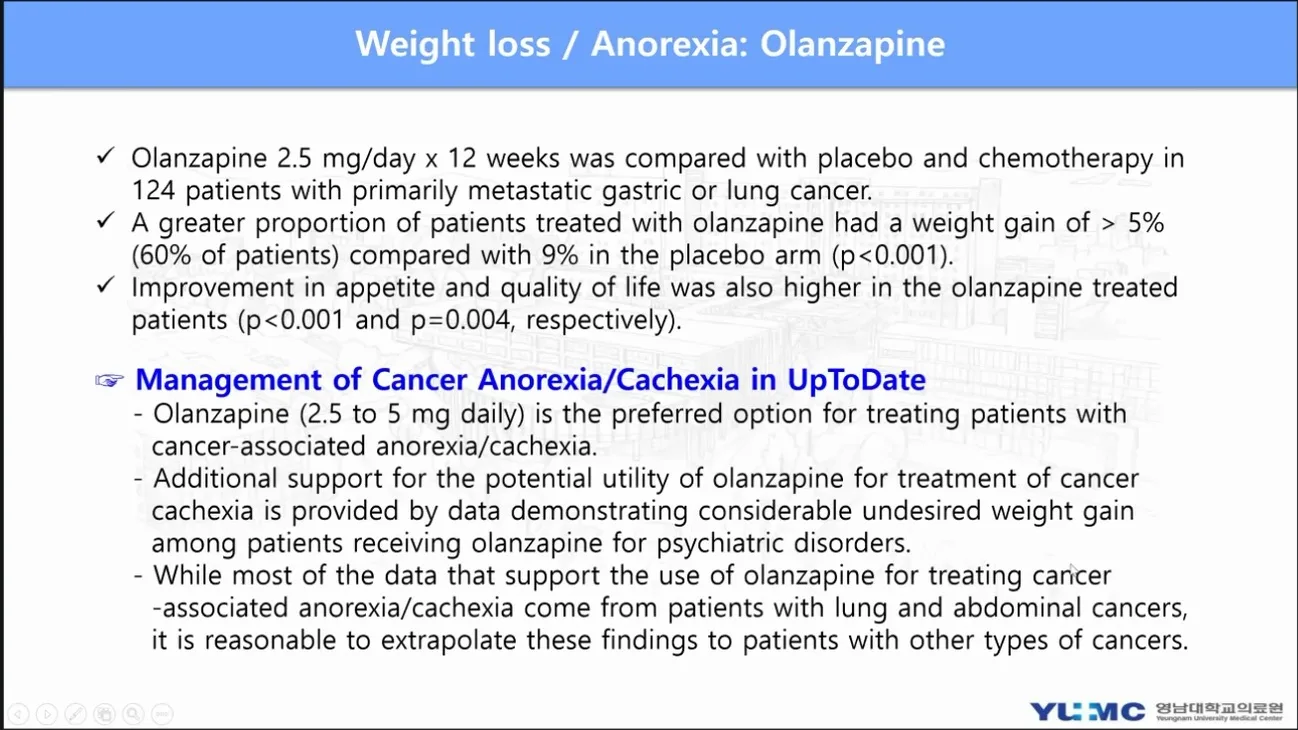 Weight loss / Anorexia: Olanzapine
✓ Olanzapine 2.5 mg/day x 12 weeks was compared with placebo and chemotherapy in
124 patients with primarily metastatic gastric or lung cancer.
✓ A greater proportion of patients treated with olanzapine had a weight gain of > 5%
(60% of patients) compared with 9% in the placebo arm (p<0.001).
✓ Improvement in appetite and quality of life was also higher in the olanzapine treated
patients (p<0.001 and p=0.004, respectively).
☞ Management of Cancer Anorexia/Cachexia in UpToDate
- Olanzapine (2.5 to 5 mg daily) is the preferred option for treating patients with
cancer-associated anorexia/cachexia.
- Additional support for the potential utility of olanzapine for treatment of cancer
cachexia is provided by data demonstrating considerable undesired weight gain
among patients receiving olanzapine for psychiatric disorders.
- While most of the data that support the use of olanzapine for treating cancer
-associated anorexia/cachexia come from patients with lung and abdominal cancers,
it is reasonable to extrapolate these findings to patients with other types of cancers.
YUMC 영남대학교의료원
Yeungnam University Medical Center